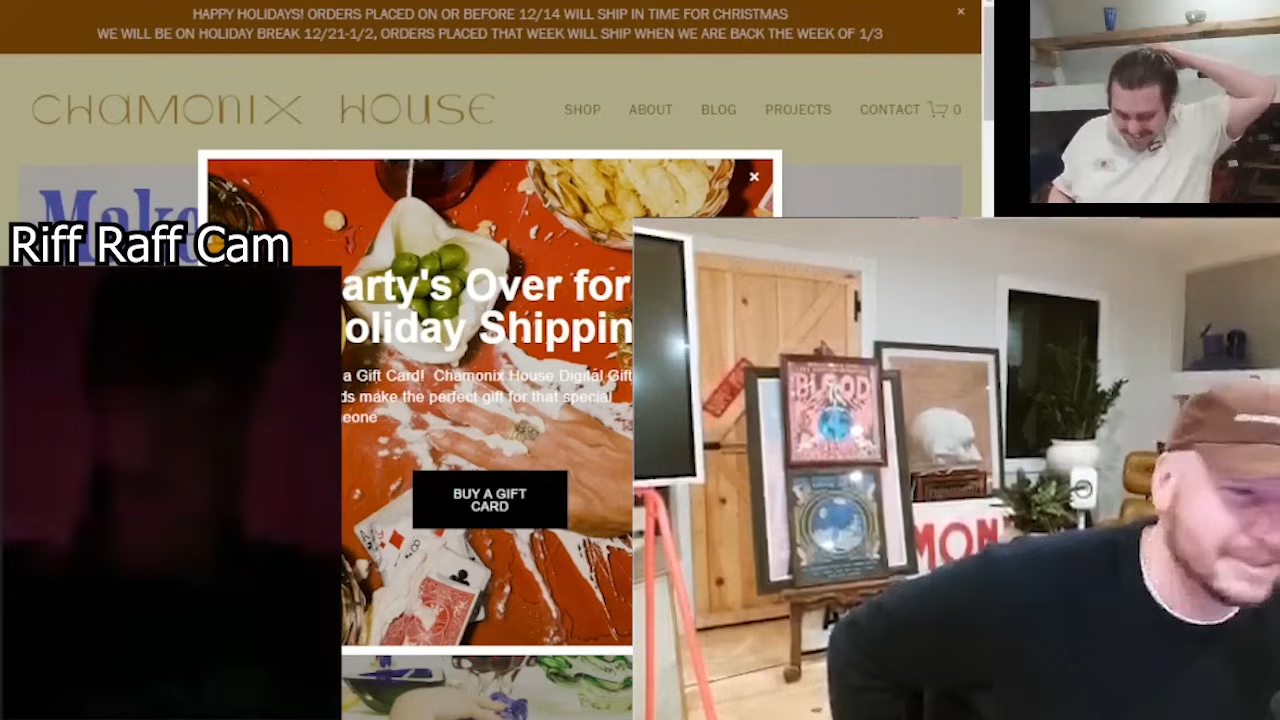 HAPPY HOLIDAYS! ORDERS PLACED ON OR BEFORE 12/14 WILL SHIP IN TIME FOR CHRISTMAS
WE WILL BE ON HOLIDAY BREAK 12/21-1/2, ORDERS PLACED THAT WEEK WILL SHIP WHEN WE ARE BACK THE WEEK OF 1/3
CHAMONIX HOUSE
SHOP ABOUT BLOG PROJECTS CONTACT 0
Make
Riff Raff Cam
arty's Over for
oliday Shippin
a Gift Card! Chamonix House Digital Gift
ds make the perfect gift for that special
eone
BUY A GIFT
CARD
BLOOD
MON